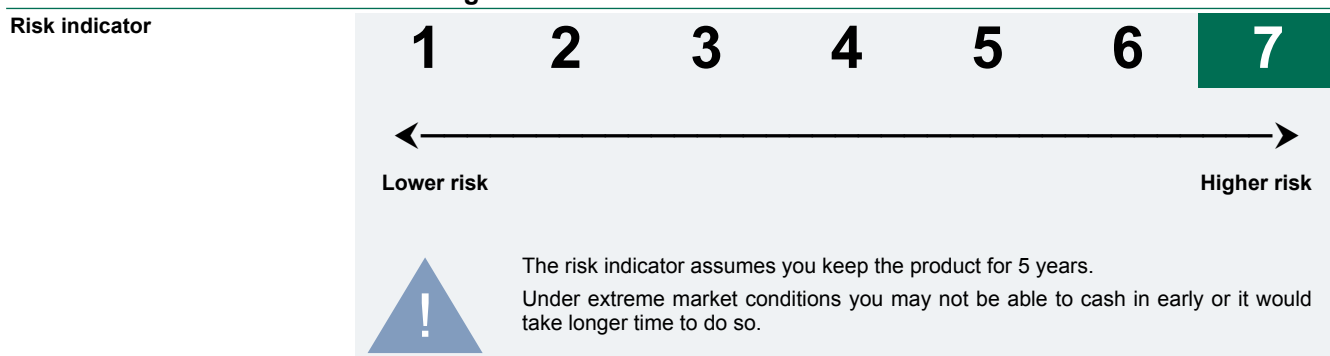 Risk indicator
1 2 3 4 5 6 7
Lower risk Higher risk
!
The risk indicator assumes you keep the product for 5 years.
Under extreme market conditions you may not be able to cash in early or it would
take longer time to do so.